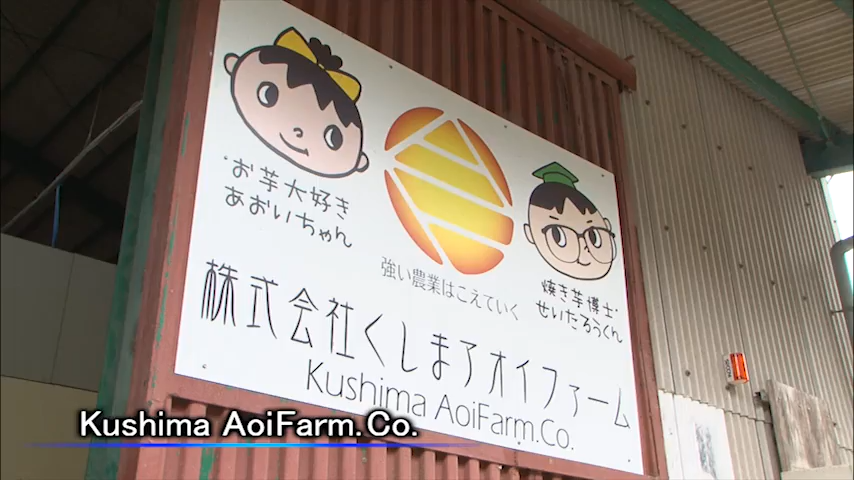 お芋大好き
あおいちゃん
強い農業はこえていく
焼き芋博士
せいたろうくん
株式会社くしまアオイファーム
Kushima AoiFarm.Co.
Kushima AoiFarm.Co.